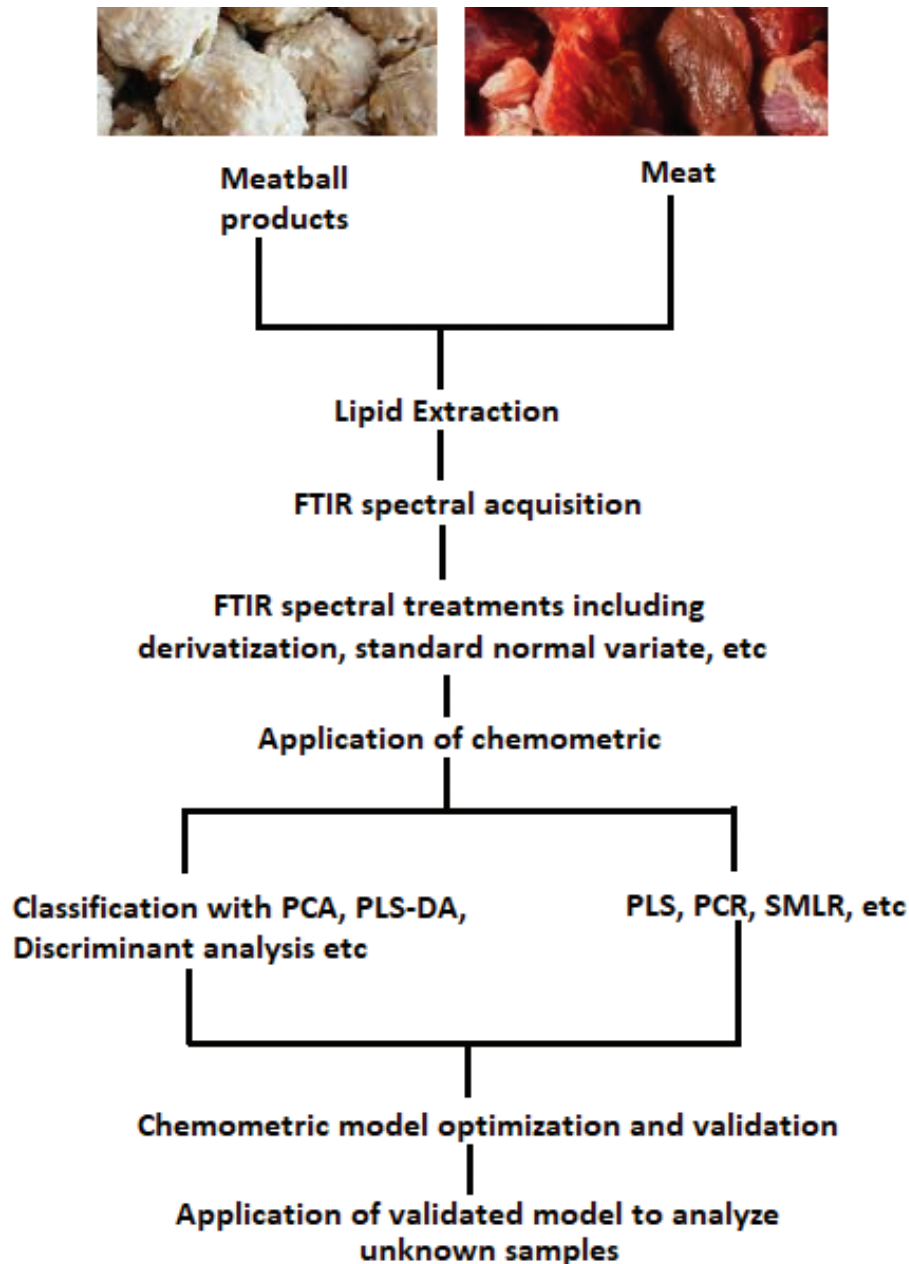 Meatball
products
Meat
Lipid Extraction
FTIR spectral acquisition
FTIR spectral treatments including
derivatization, standard normal variate, etc
Application of chemometric
Classification with PCA, PLS-DA,
Discriminant analysis etc
PLS, PCR, SMLR, etc
Chemometric model optimization and validation
Application of validated model to analyze
unknown samples